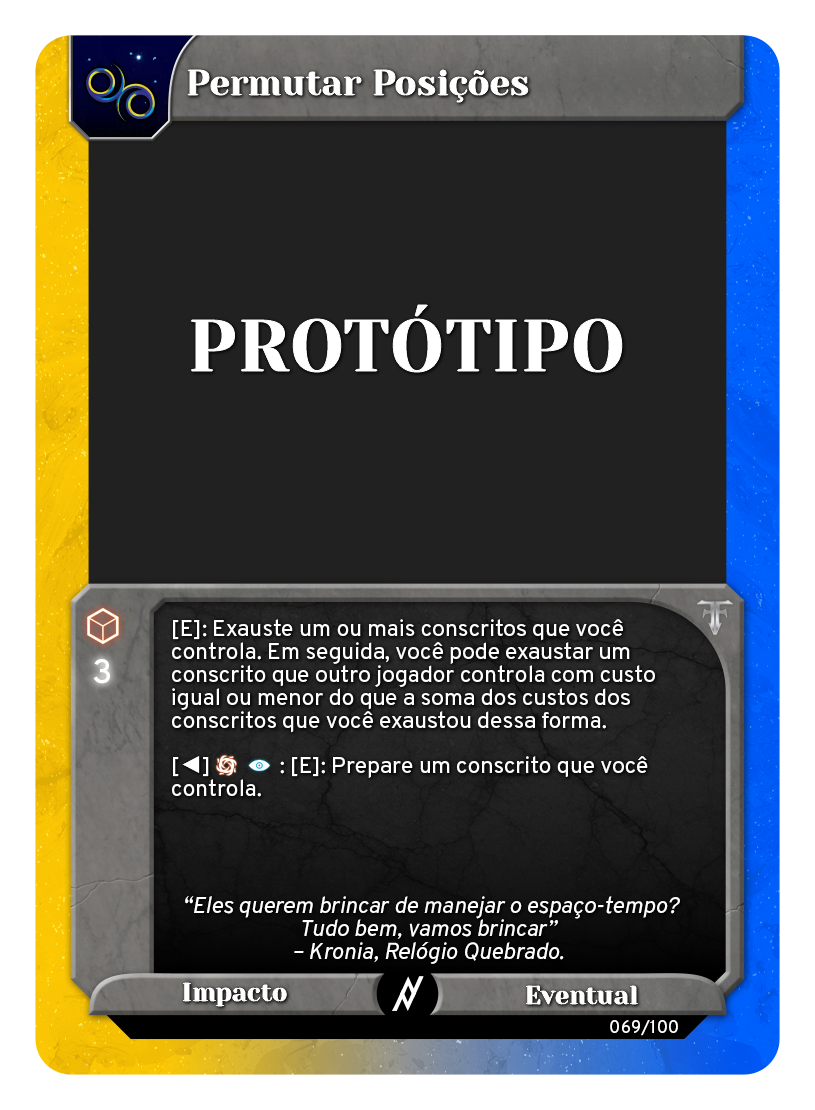 Permutar Posições
PROTÓTIPO
3
[E]: Exauste um ou mais conscritos que você
controla. Em seguida, você pode exaustar um
conscrito que outro jogador controla com custo
igual ou menor do que a soma dos custos dos
conscritos que você exaustou dessa forma.
[◄] : [E]: Prepare um conscrito que você
controla.
“Eles querem brincar de manejar o espaço-tempo?
Tudo bem, vamos brincar”
– Kronia, Relógio Quebrado.
Impacto
Eventual
069/100